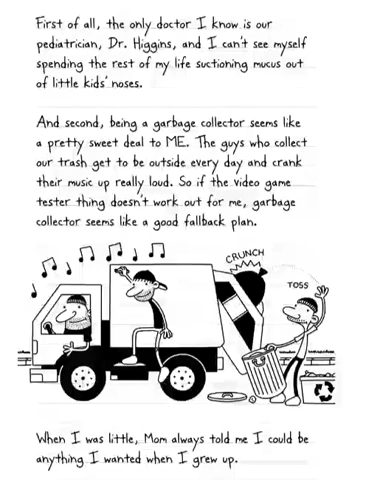 First of all, the only doctor I know is our
pediatrician, Dr. Higgins, and I can't see myself
spending the rest of my life suctioning mucus out
of little kids' noses.
And second, being a garbage collector seems like
a pretty sweet deal to ME. The guys who collect
our trash get to be outside every day and crank
their music up really loud. So if the video game
tester thing doesn't work out for me, garbage
collector seems like a good fallback plan.
CRUNCH
TOSS
When I was little, Mom always told me I could be
anything I wanted when I grew up.